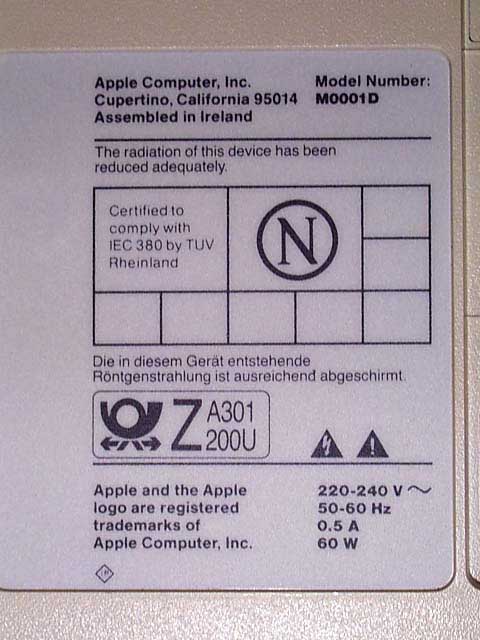 Apple Computer, Inc. Model Number:
Cupertino, California 95014 M0001D
Assembled in Ireland
The radiation of this device has been
reduced adequately.
Certified to
comply with
IEC 380 by TUV
Rheinland
N
Die in diesem Gerät entstehende
Röntgenstrahlung ist ausreichend abgeschirmt.
Z A301
200U
Apple and the Apple 220-240 V ~
logo are registered 50-60 Hz
trademarks of 0.5 A
Apple Computer, Inc. 60 W